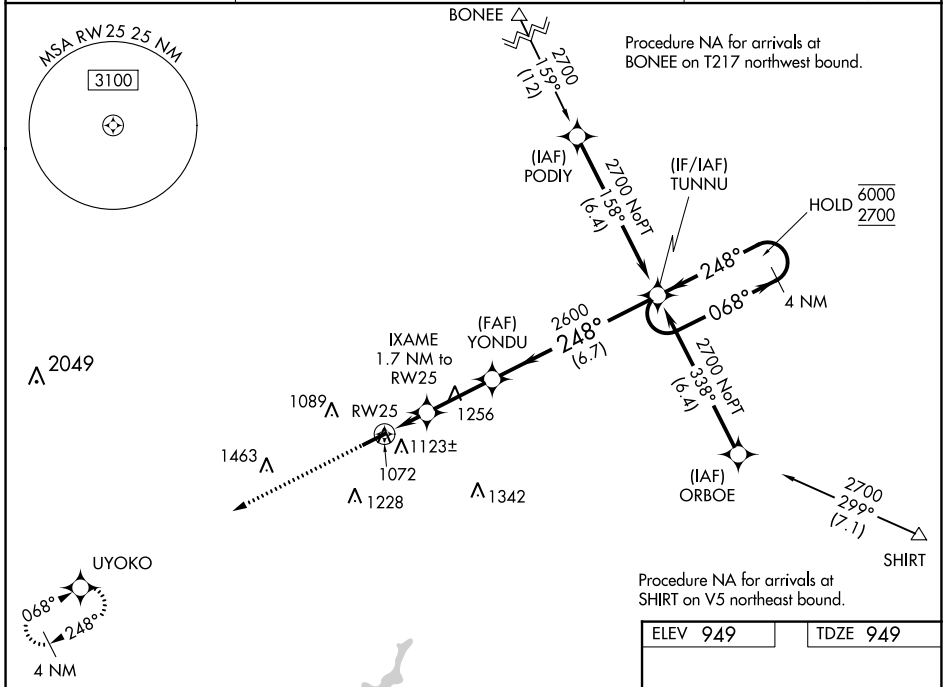 MSA RW 25 25 NM
3100
BONEE
2700
159°
(12)
Procedure NA for arrivals at
BONEE on T217 northwest bound.
(IAF)
PODIY
2700 NoPT
158°
(6.4)
(IF/IAF)
TUNNU
HOLD
6000
2700
248°
068°
4 NM
2600
248°
(6.7)
(FAF)
YONDU
IXAME
1.7 NM to
RW25
2049
1089
RW25
1256
1123±
1463
1072
1228
1342
2700 NoPT
338°
(6.4)
(IAF)
ORBOE
2700
299°
(7.1)
SHIRT
UYOKO
068°
248°
4 NM
Procedure NA for arrivals at
SHIRT on V5 northeast bound.
ELEV 949
TDZE 949